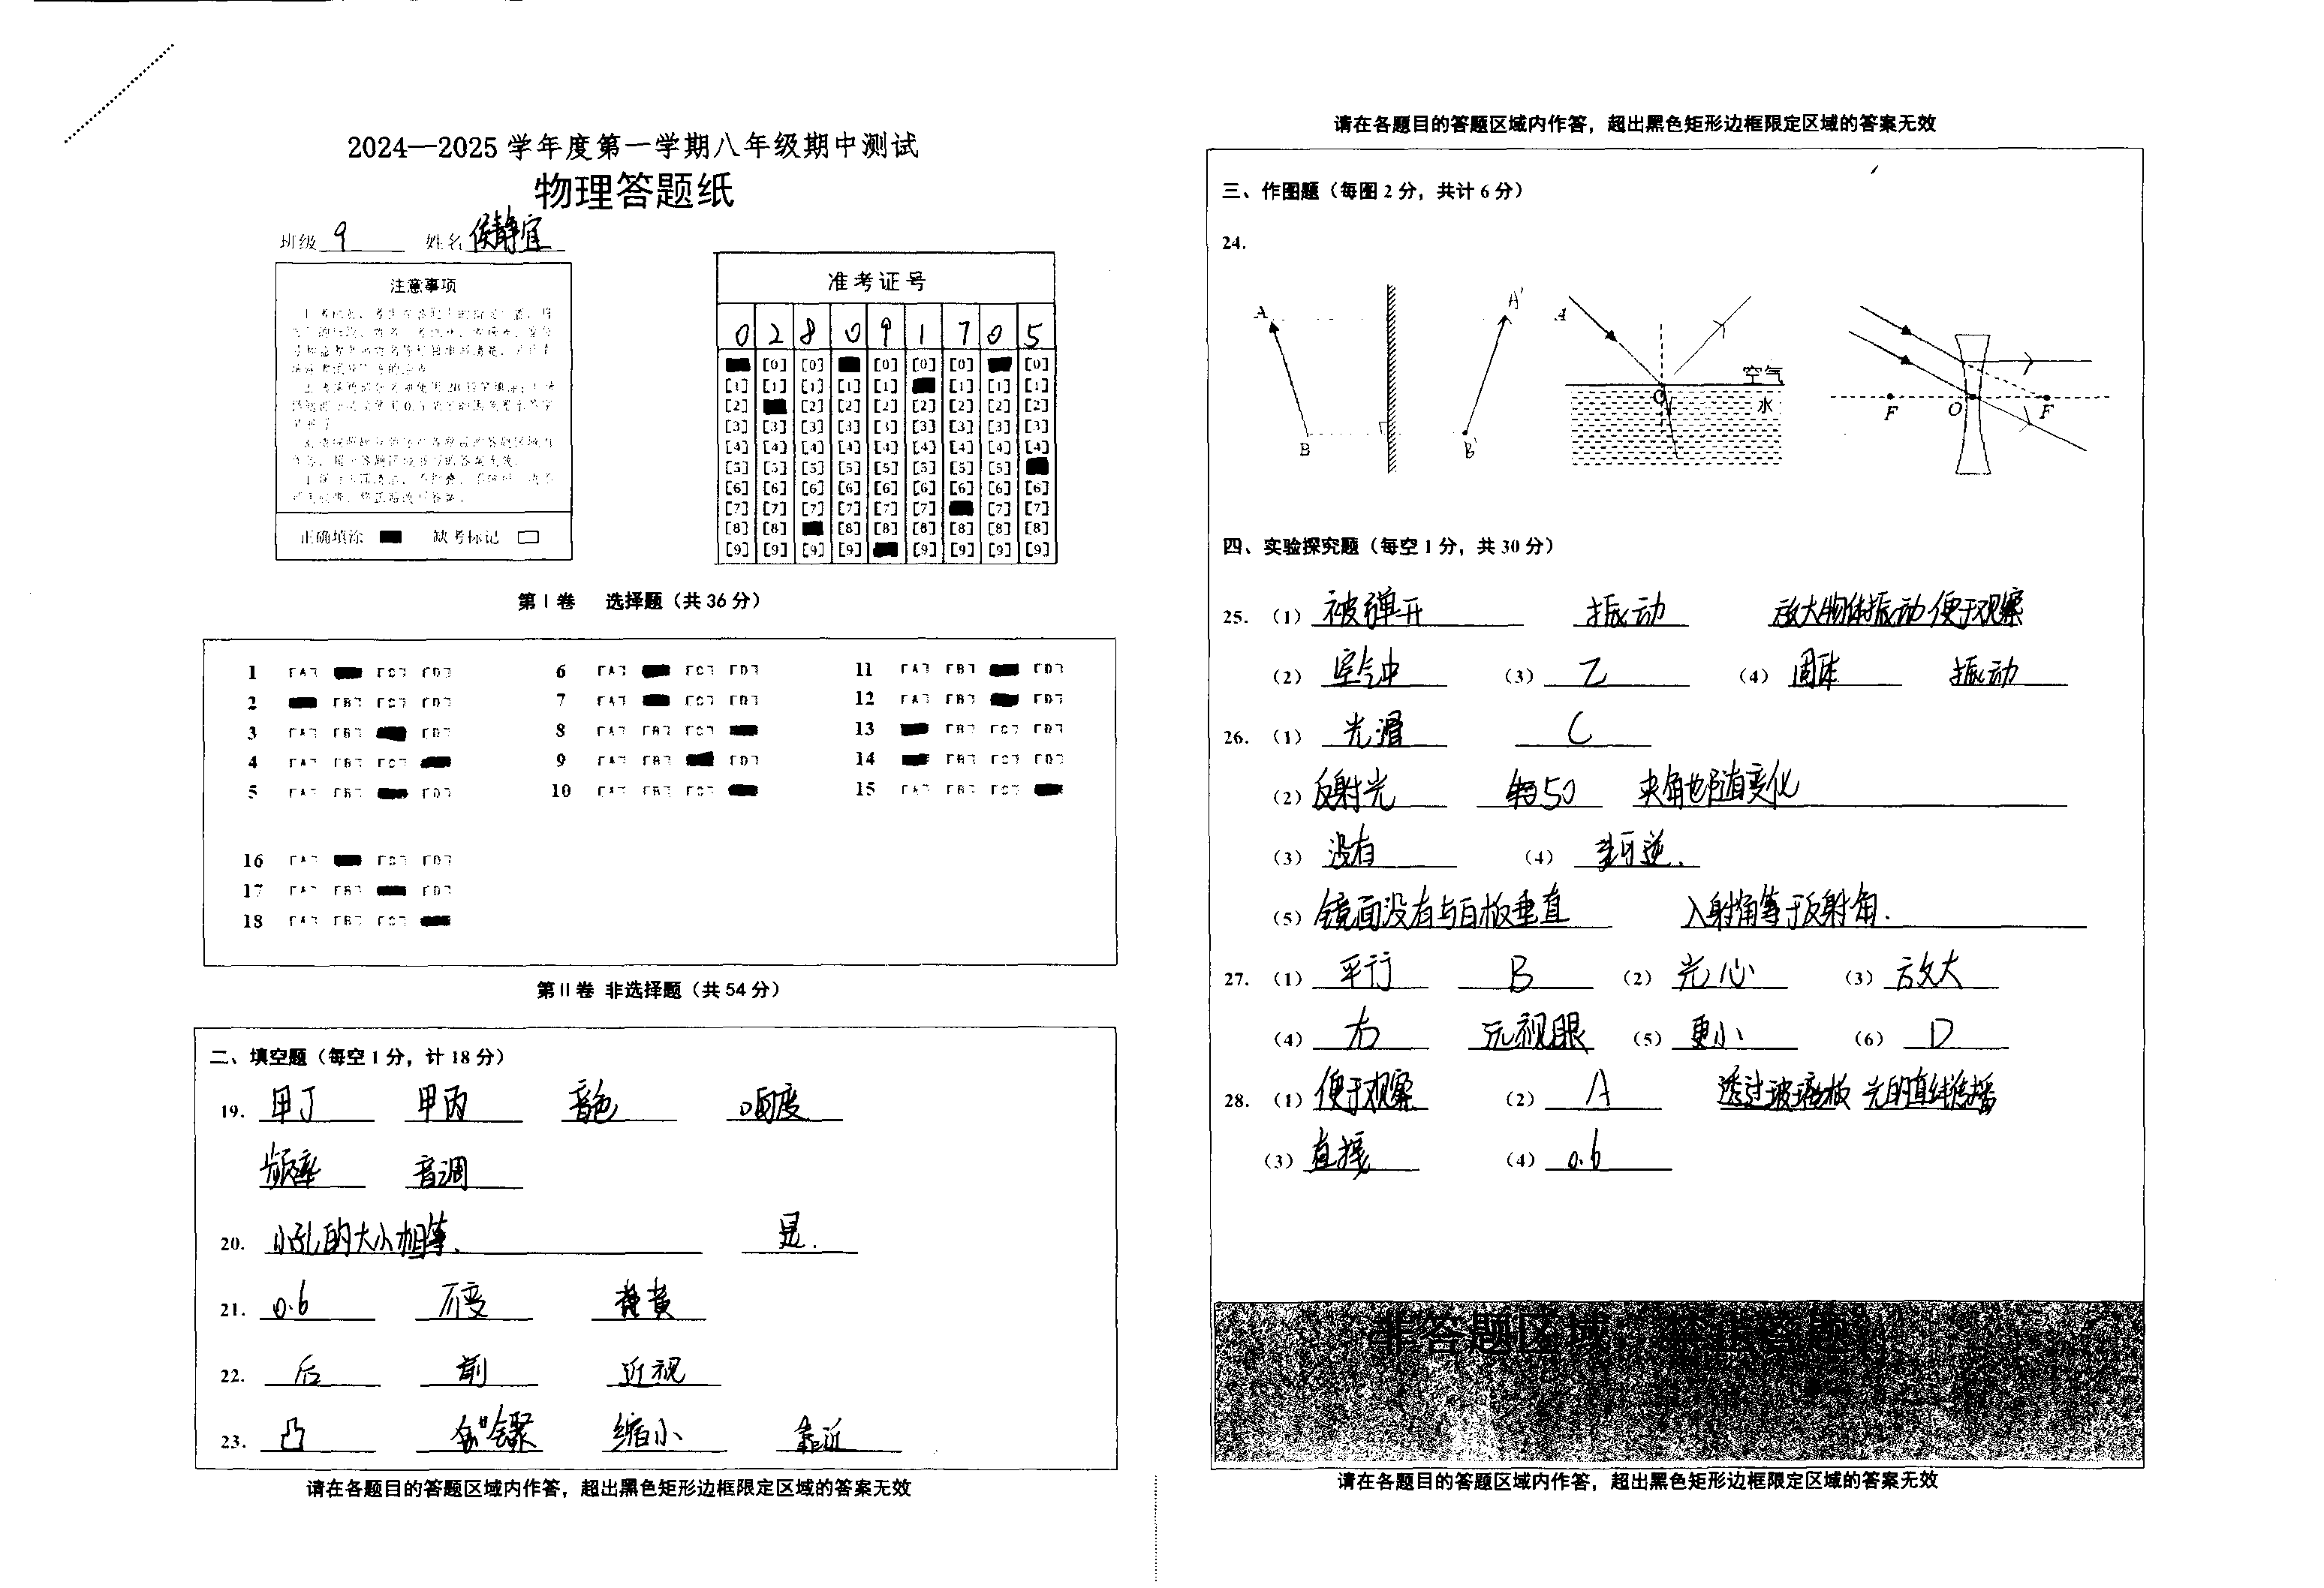 2024—2025 学年度第一学期八年级期中测试
物理答题纸
班级 9 姓名 侯静宜
注意事项
正确填涂 缺考标记
准考证号
0 2 8 0 9 1 7 0 5
[0] [0] [0] [0] [0] [0]
[1] [1] [1] [1] [1] [1] [1] [1]
[2] [2] [2] [2] [2] [2] [2] [2]
[3] [3] [3] [3] [3] [3] [3] [3] [3]
[4] [4] [4] [4] [4] [4] [4] [4] [4]
[5] [5] [5] [5] [5] [5] [5] [5]
[6] [6] [6] [6] [6] [6] [6] [6] [6]
[7] [7] [7] [7] [7] [7] [7] [7]
[8] [8] [8] [8] [8] [8] [8] [8]
[9] [9] [9] [9] [9] [9] [9] [9]
第 I 卷 选择题（共 36 分）
1 [A] [C] [D] 6 [A] [C] [D] 11 [A] [B] [D]
2 [B] [C] [D] 7 [A] [C] [D] 12 [A] [B] [D]
3 [A] [B] [D] 8 [A] [B] [C] 13 [B] [C] [D]
4 [A] [B] [C] 9 [A] [B] [D] 14 [B] [C] [D]
5 [A] [B] [D] 10 [A] [B] [C] 15 [A] [B] [C]
16 [A] [C] [D]
17 [A] [B] [D]
18 [A] [B] [C]
第 II 卷 非选择题（共 54 分）
二、填空题（每空 1 分，计 18 分）
19. 甲丁 甲丙 音色 响度
频率 音调
20. 小孔的大小相等. 是.
21. 0.6 不变 黄
22. 后 前 近视
23. 凸 会聚 缩小 靠近
请在各题目的答题区域内作答，超出黑色矩形边框限定区域的答案无效
请在各题目的答题区域内作答，超出黑色矩形边框限定区域的答案无效
三、作图题（每图 2 分，共计 6 分）
24.
A B A' B'
A O 空气 水
F O F
四、实验探究题（每空 1 分，共 30 分）
25. （1） 被弹开 振动 放大物体振动便于观察
（2） 空气中 （3） 乙 （4） 固体 振动
26. （1） 光滑 C
（2） 反射光 50 夹角也随着变化
（3） 没有 （4） 可逆.
（5） 镜面没有与白板垂直 入射角等于反射角.
27. （1） 平行 B （2） 光心 （3） 放大
（4） 右 远视眼 （5） 更小 （6） D
28. （1） 便于观察 （2） A 透过玻璃板 光的直线传播
（3） 直接 （4） 0.6
非答题区域，禁止答题
请在各题目的答题区域内作答，超出黑色矩形边框限定区域的答案无效